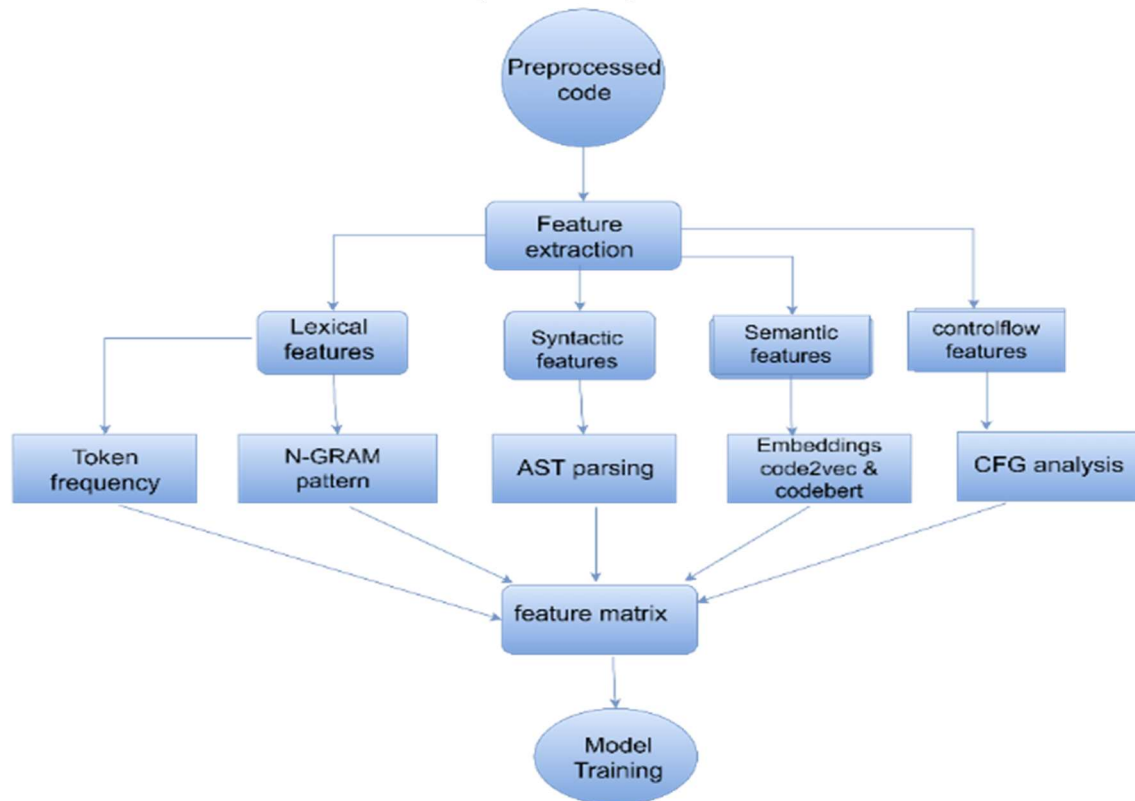 Preprocessed
code
Feature
extraction
Lexical
features
Syntactic
features
Semantic
features
controlflow
features
Token
frequency
N-GRAM
pattern
AST parsing
Embeddings
code2vec &
codebert
CFG analysis
feature matrix
Model
Training